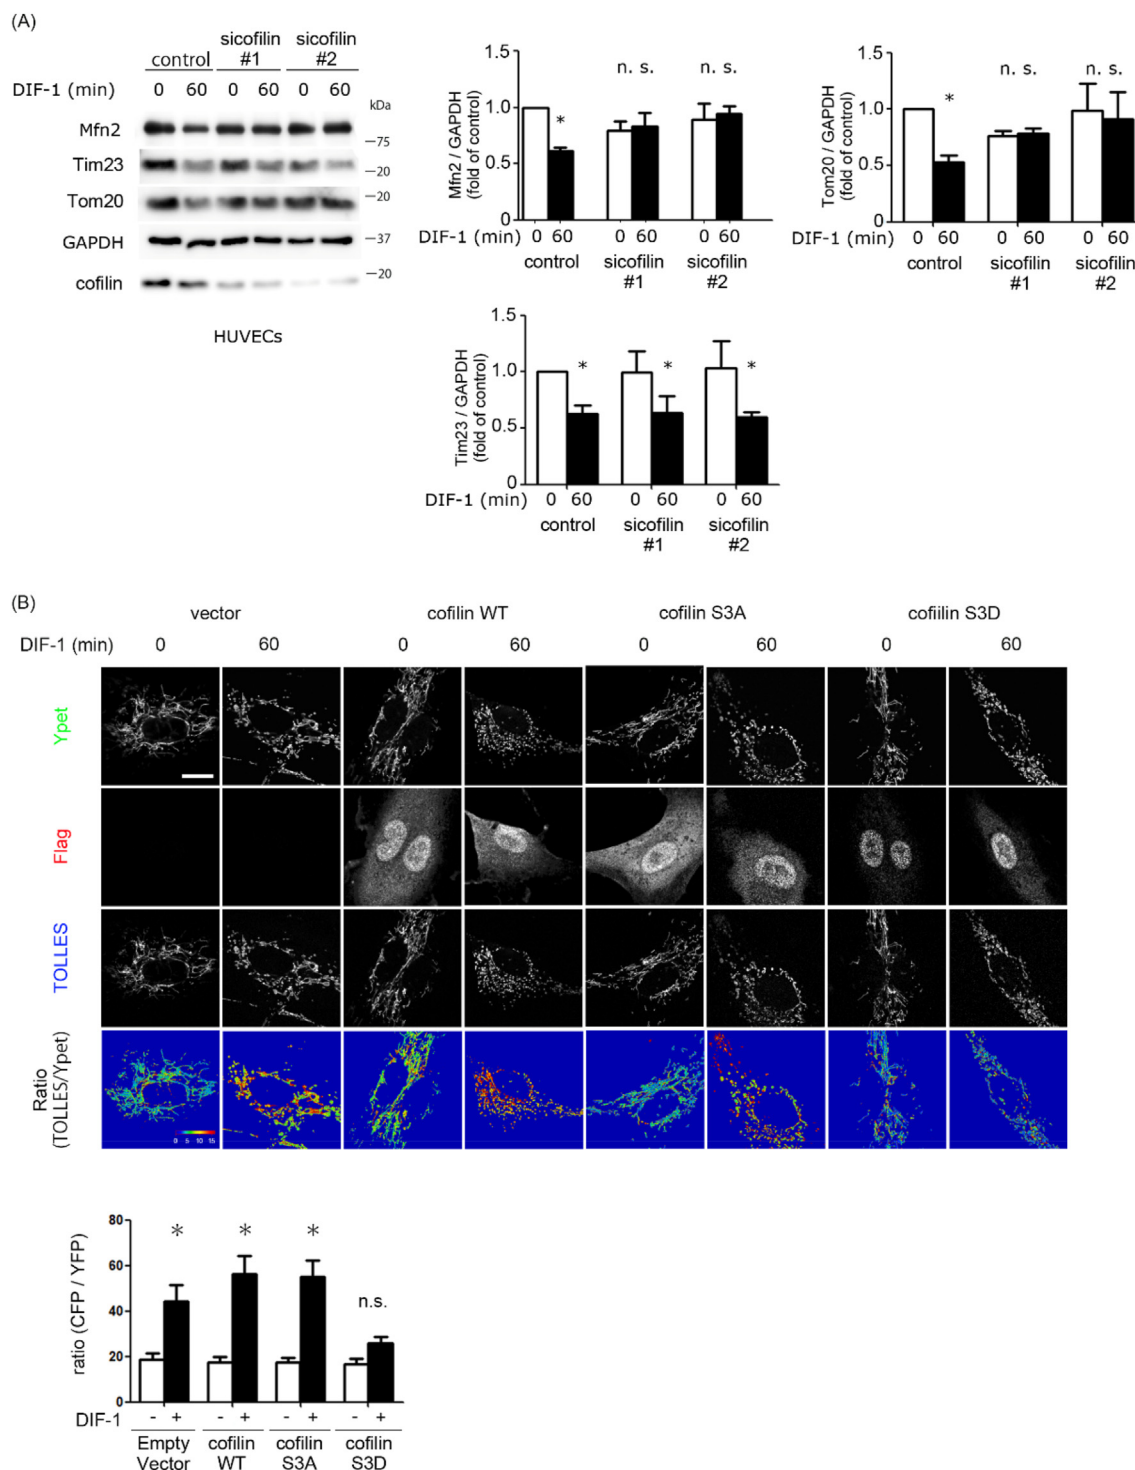 (A)
control sicofilin #1 sicofilin #2
DIF-1 (min) 0 60 0 60 0 60
kDa
Mfn2
—75
Tim23
—20
Tom20
—20
GAPDH
—37
cofilin
—20
HUVECs
Mfn2 / GAPDH
(fold of control)
1.5
1.0
0.5
0
*
n. s.
n. s.
DIF-1 (min) 0 60 0 60 0 60
control sicofilin #1 sicofilin #2
Tom20 / GAPDH
(fold of control)
1.5
1.0
0.5
0
*
n. s.
n. s.
DIF-1 (min) 0 60 0 60 0 60
control sicofilin #1 sicofilin #2
Tim23 / GAPDH
(fold of control)
1.5
1.0
0.5
0
*
*
*
DIF-1 (min) 0 60 0 60 0 60
control sicofilin #1 sicofilin #2
(B)
vector cofilin WT cofilin S3A cofiilin S3D
DIF-1 (min) 0 60 0 60 0 60 0 60
Ypet
Flag
TOLLES
Ratio
(TOLLES/Ypet)
0 5 10 15
ratio (CFP / YFP)
80
60
40
20
0
*
*
*
n.s.
DIF-1 - + - + - + - +
Empty Vector cofilin WT cofilin S3A cofilin S3D